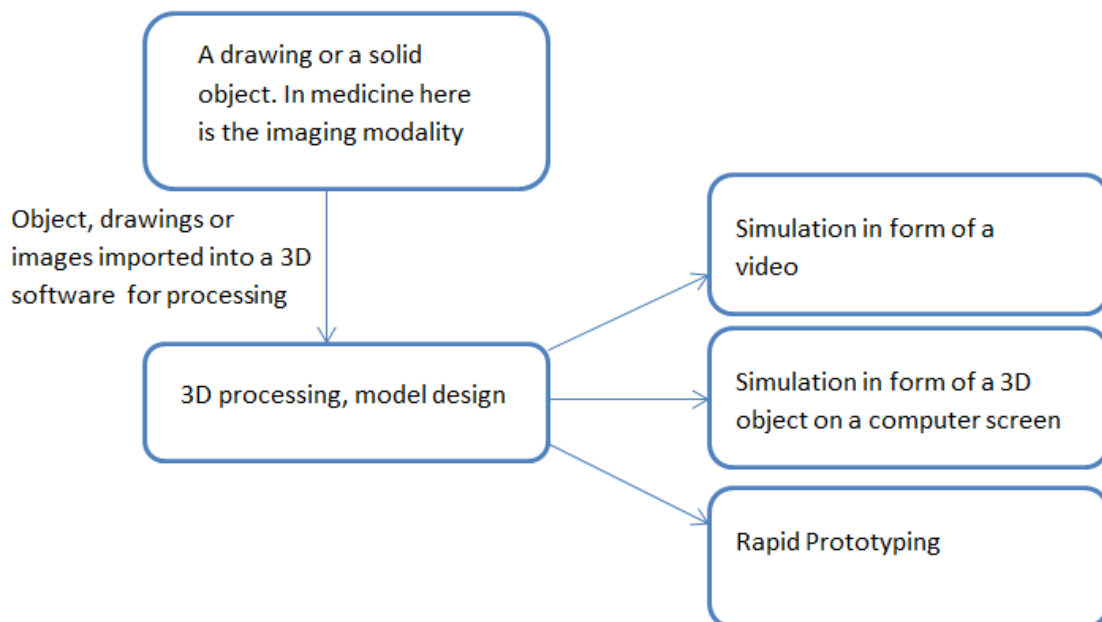 A drawing or a solid
object. In medicine here
is the imaging modality
Object, drawings or
images imported into a 3D
software for processing
3D processing, model design
Simulation in form of a
video
Simulation in form of a 3D
object on a computer screen
Rapid Prototyping